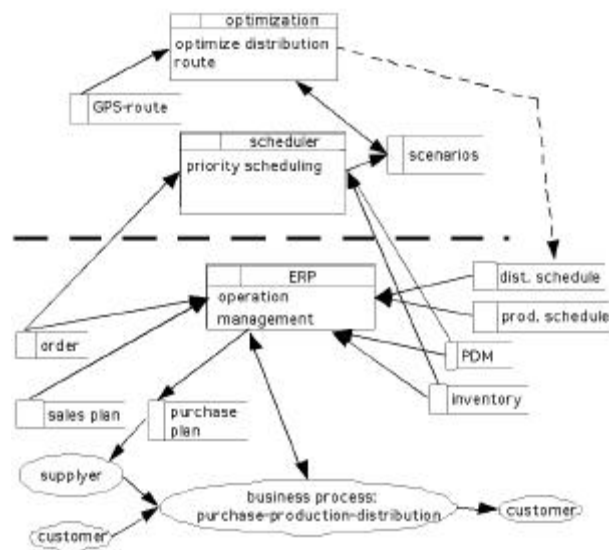 optimization
optimize distribution
route
GPS-route
scheduler
priority scheduling
scenarios
ERP
operation
management
dist. schedule
prod. schedule
order
PDM
sales plan
purchase
plan
inventory
supplyer
business process:
purchase-production-distribution
customer
customer